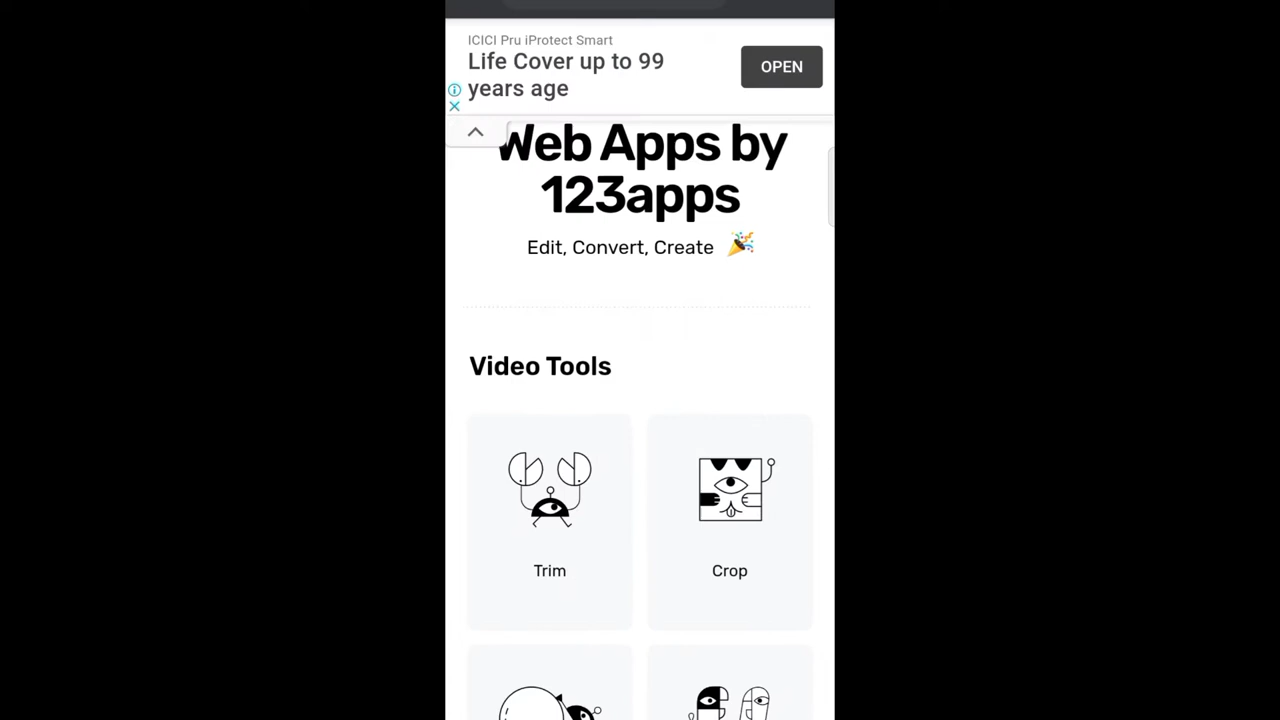 ICICI Pru iProtect Smart
Life Cover up to 99
years age
OPEN
Web Apps by
123apps
Edit, Convert, Create
Video Tools
Trim
Crop